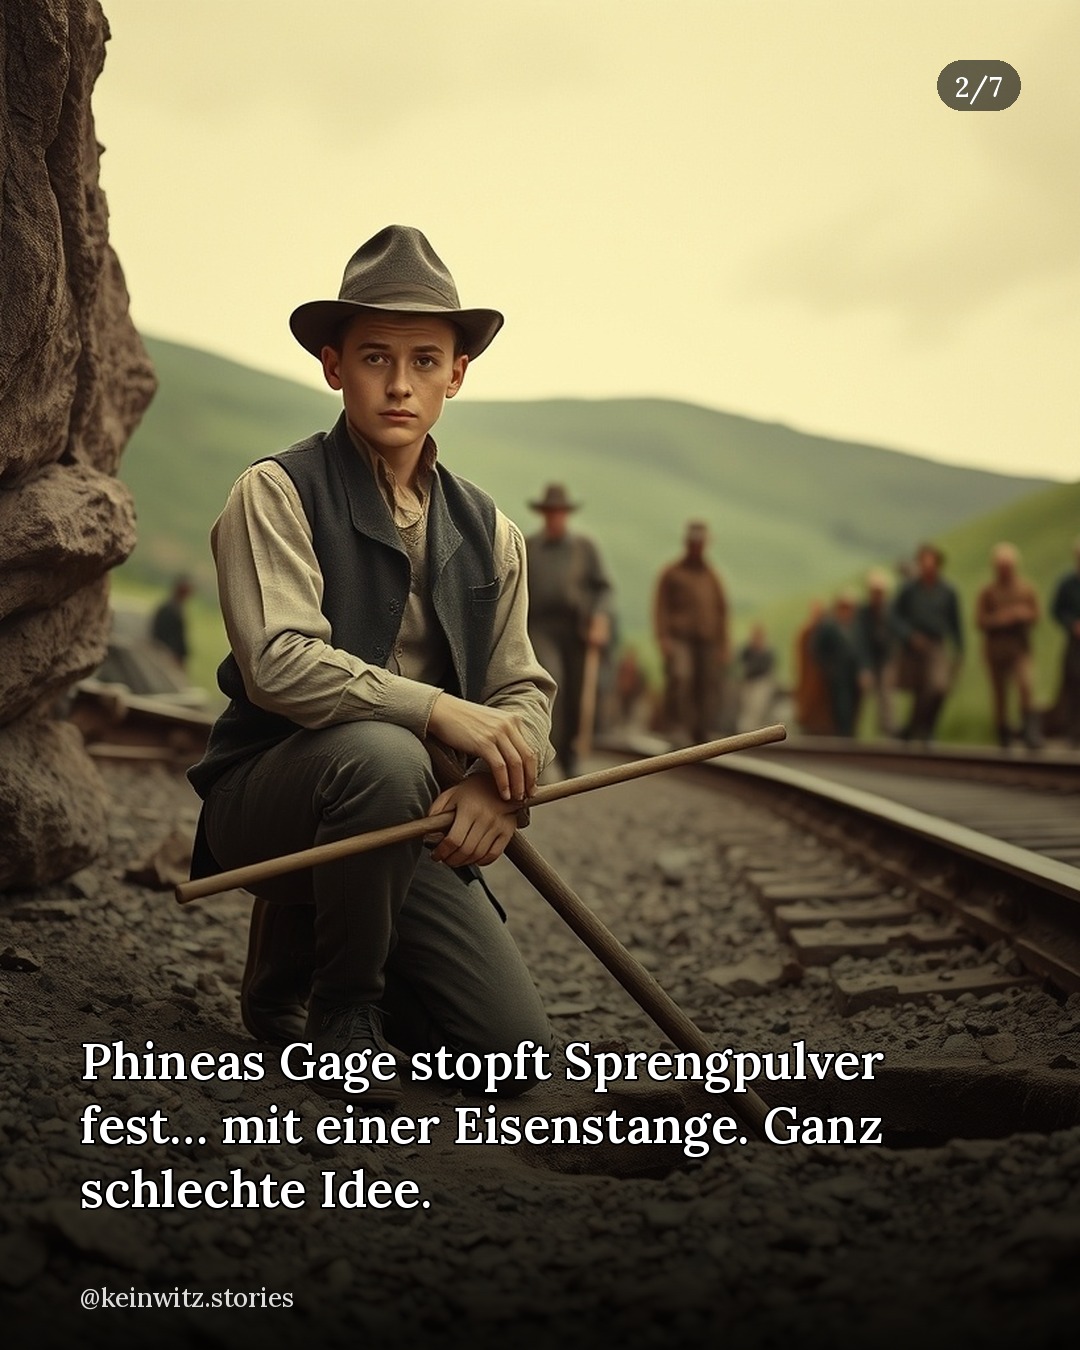 2/7
Phineas Gage stopft Sprengpulver
fest... mit einer Eisenstange. Ganz
schlechte Idee.
@keinwitz.stories